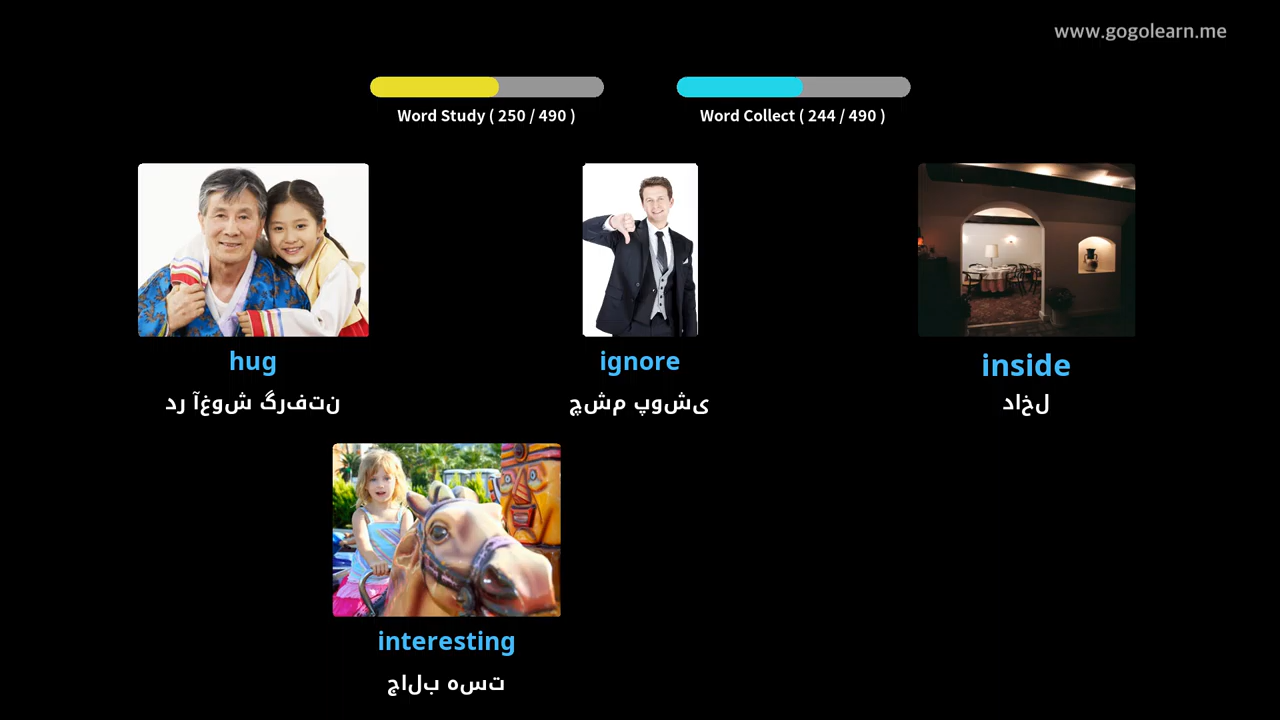 www.gogolearn.me
Word Study ( 250 / 490 )
Word Collect ( 244 / 490 )
hug
در آغوش گرفتن
ignore
چشم پوشی
inside
داخل
interesting
جالب هست